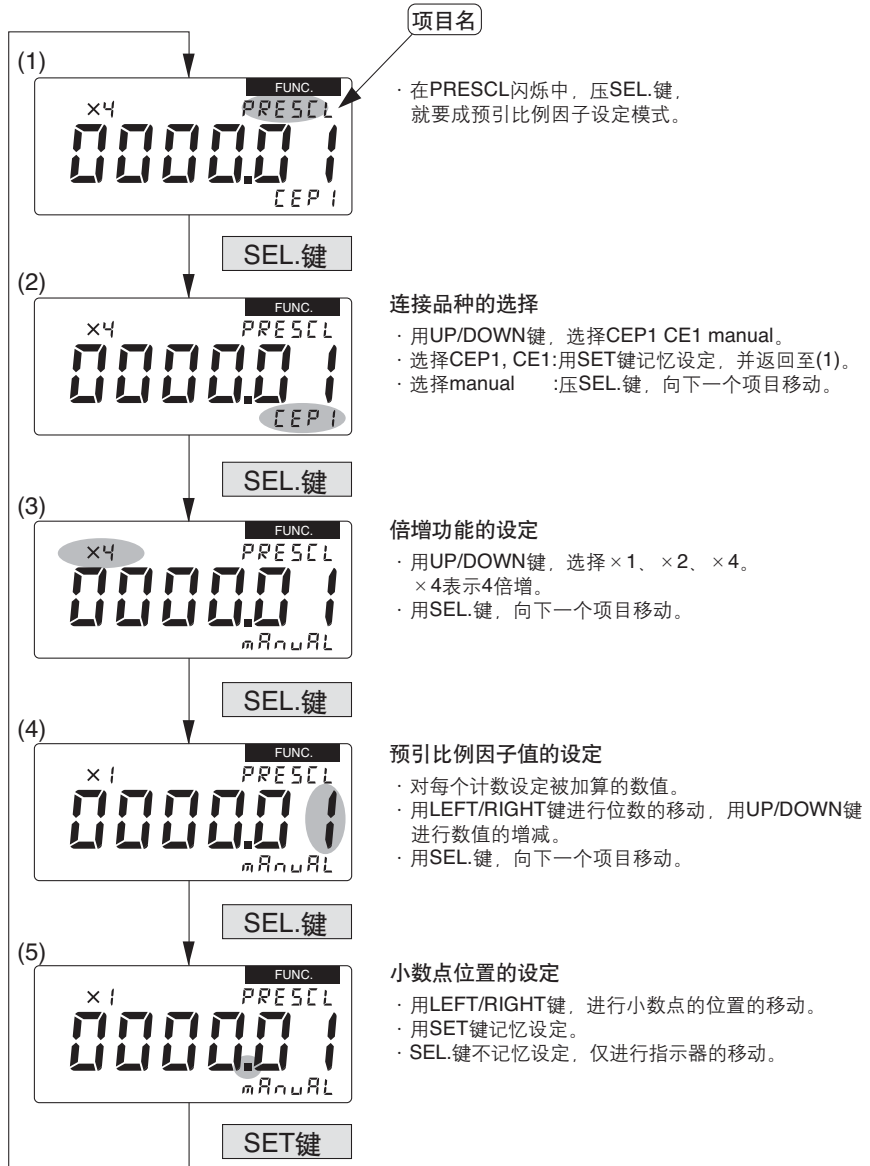 项目名
(1)
FUNC.
×4
PRESCL
0000.01
CEP1
· 在PRESCL闪烁中，压SEL.键，
就要成预引比例因子设定模式。
SEL.键
(2)
FUNC.
×4
PRESCL
0000.01
CEP1
连接品种的选择
· 用UP/DOWN键，选择CEP1 CE1 manual。
· 选择CEP1, CE1:用SET键记忆设定，并返回至(1)。
· 选择manual :压SEL.键，向下一个项目移动。
SEL.键
(3)
FUNC.
×4
PRESCL
0000.01
mAnuAL
倍增功能的设定
· 用UP/DOWN键，选择×1、×2、×4。
×4表示4倍增。
· 用SEL.键，向下一个项目移动。
SEL.键
(4)
FUNC.
×1
PRESCL
0000.01
mAnuAL
预引比例因子值的设定
· 对每个计数设定被加算的数值。
· 用LEFT/RIGHT键进行位数的移动，用UP/DOWN键
进行数值的增减。
· 用SEL.键，向下一个项目移动。
SEL.键
(5)
FUNC.
×1
PRESCL
0000.01
mAnuAL
小数点位置的设定
· 用LEFT/RIGHT键，进行小数点的位置的移动。
· 用SET键记忆设定。
· SEL.键不记忆设定，仅进行指示器的移动。
SET键